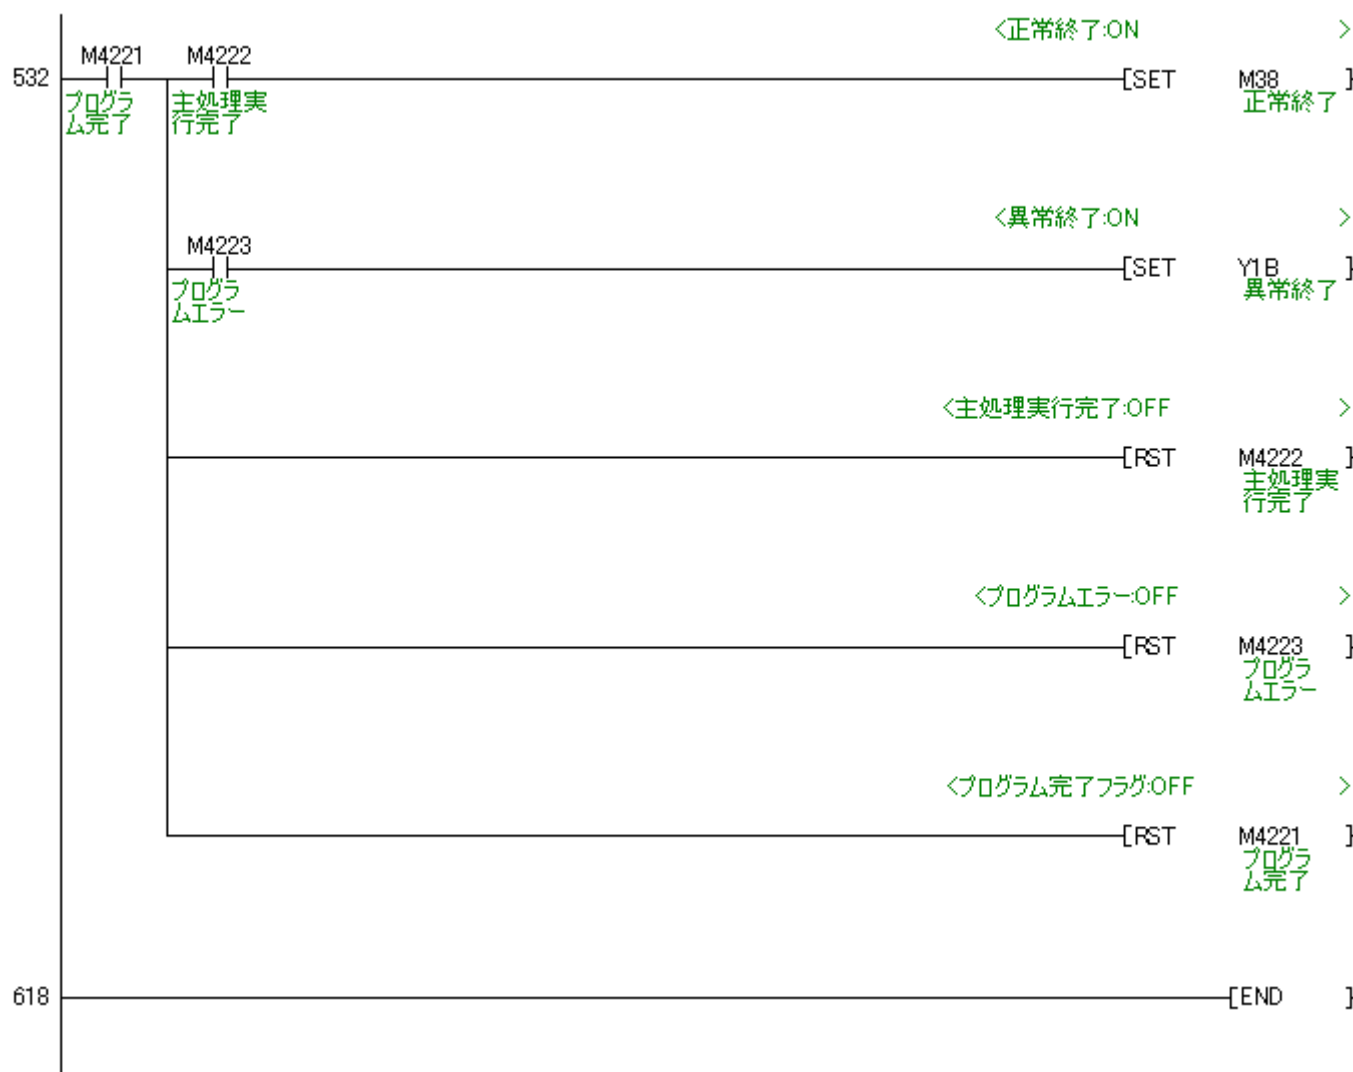 <正常終了:ON >
M4221 M4222
532 [SET M38 ]
プログラ 主処理実 正常終了
ム完了 行完了
<異常終了:ON >
M4223
[SET Y1B ]
プログラ 異常終了
ムエラー
<主処理実行完了:OFF >
[RST M4222 ]
主処理実
行完了
<プログラムエラー:OFF >
[RST M4223 ]
プログラ
ムエラー
<プログラム完了フラグ:OFF >
[RST M4221 ]
プログラ
ム完了
618 [END ]